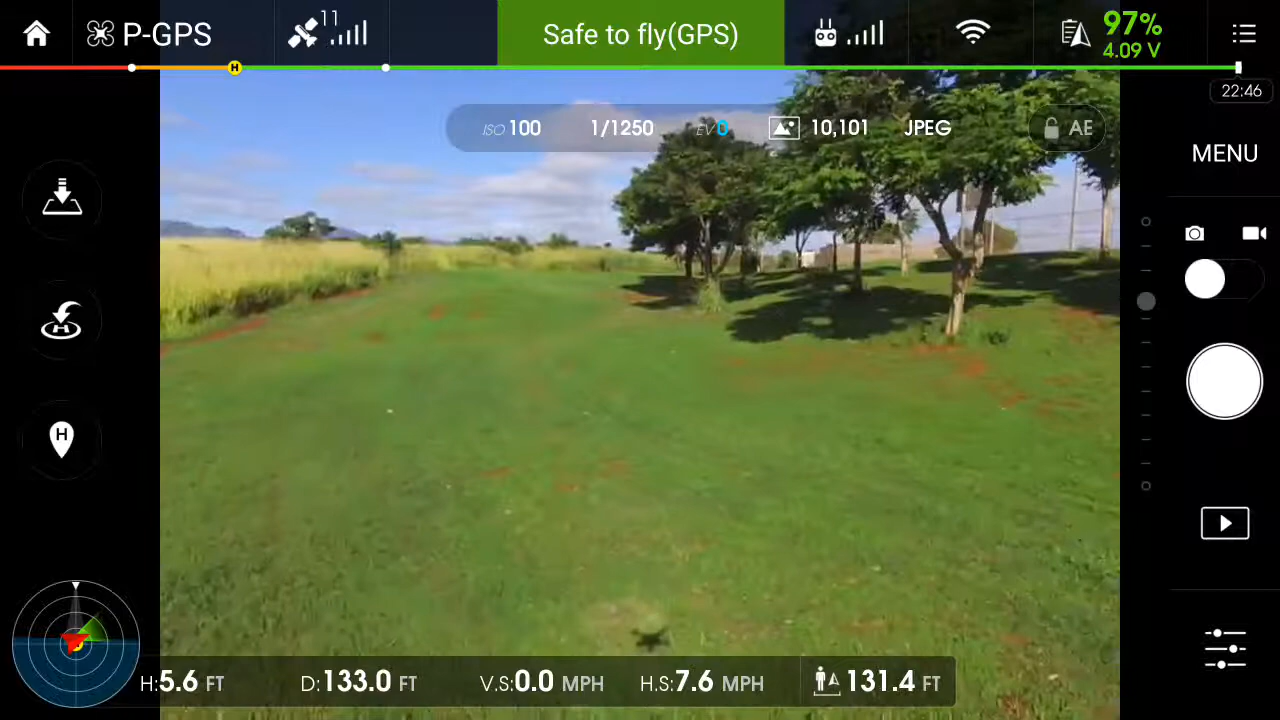 P-GPS
11
Safe to fly(GPS)
97%
4.09 V
H
22:46
ISO 100 1/1250 EV 0 10,101 JPEG AE
MENU
H
H
H:5.6 FT D:133.0 FT V.S:0.0 MPH H.S:7.6 MPH 131.4 FT